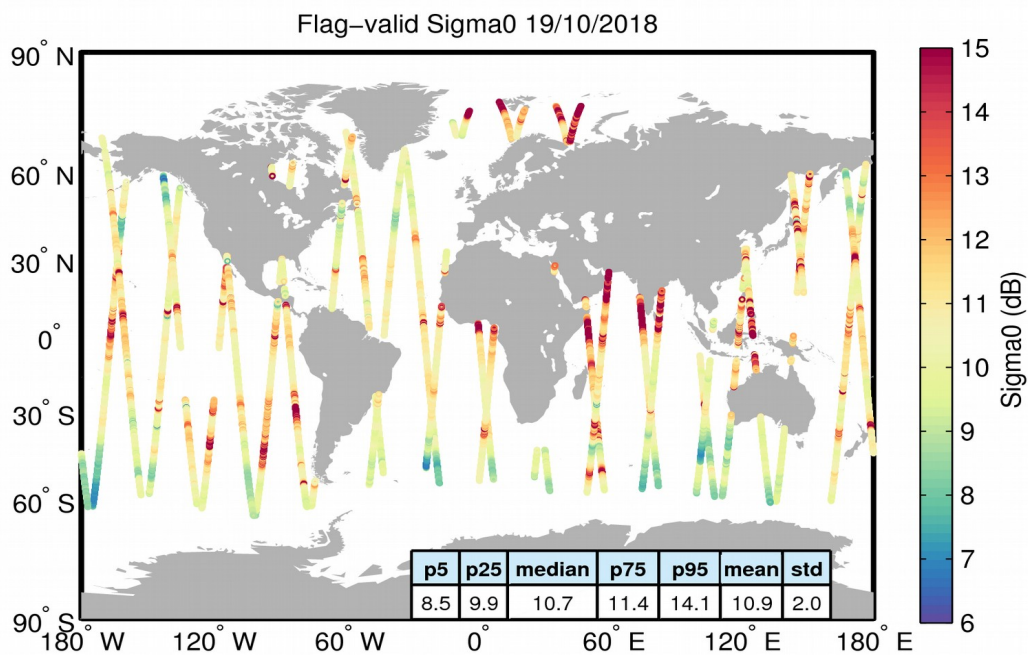 Flag−valid Sigma0 19/10/2018
90° N
60° N
30° N
0°
30° S
60° S
90° S
180° W
120° W
60° W
0°
60° E
120° E
180° E
p5 p25 median p75 p95 mean std
8.5 9.9 10.7 11.4 14.1 10.9 2.0
15
14
13
12
11
10
9
8
7
6
Sigma0 (dB)